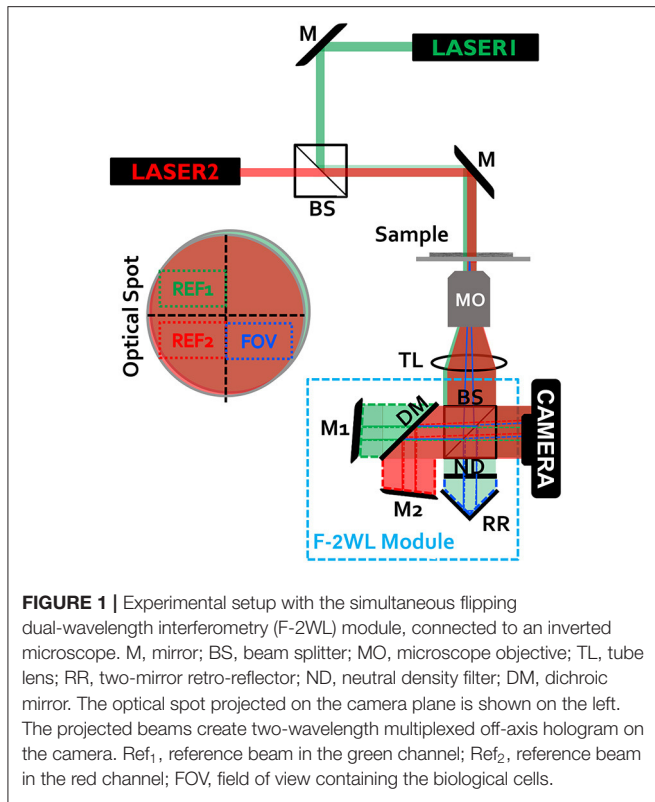 M
LASER1
LASER2
BS
M
Sample
Optical Spot
REF1
REF2
FOV
MO
TL
BS
DM
M1
CAMERA
ND
M2
RR
F-2WL Module
FIGURE 1 | Experimental setup with the simultaneous flipping
dual-wavelength interferometry (F-2WL) module, connected to an inverted
microscope. M, mirror; BS, beam splitter; MO, microscope objective; TL, tube
lens; RR, two-mirror retro-reflector; ND, neutral density filter; DM, dichroic
mirror. The optical spot projected on the camera plane is shown on the left.
The projected beams create two-wavelength multiplexed off-axis hologram on
the camera. Ref₁, reference beam in the green channel; Ref₂, reference beam
in the red channel; FOV, field of view containing the biological cells.